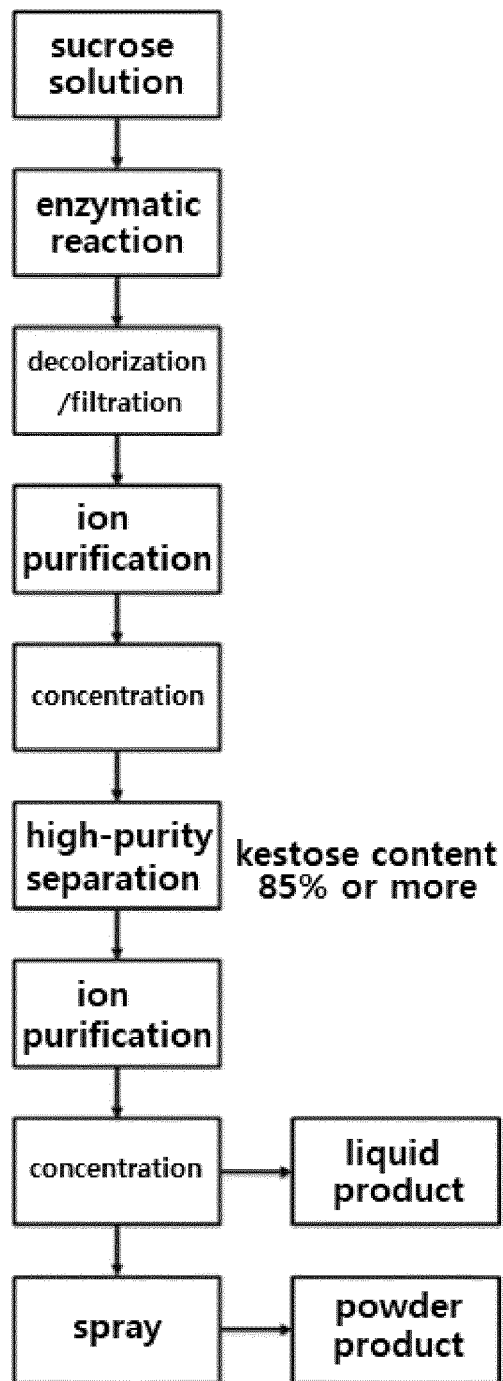 sucrose
solution
enzymatic
reaction
decolorization
/filtration
ion
purification
concentration
high-purity
separation
kestose content
85% or more
ion
purification
concentration
liquid
product
spray
powder
product